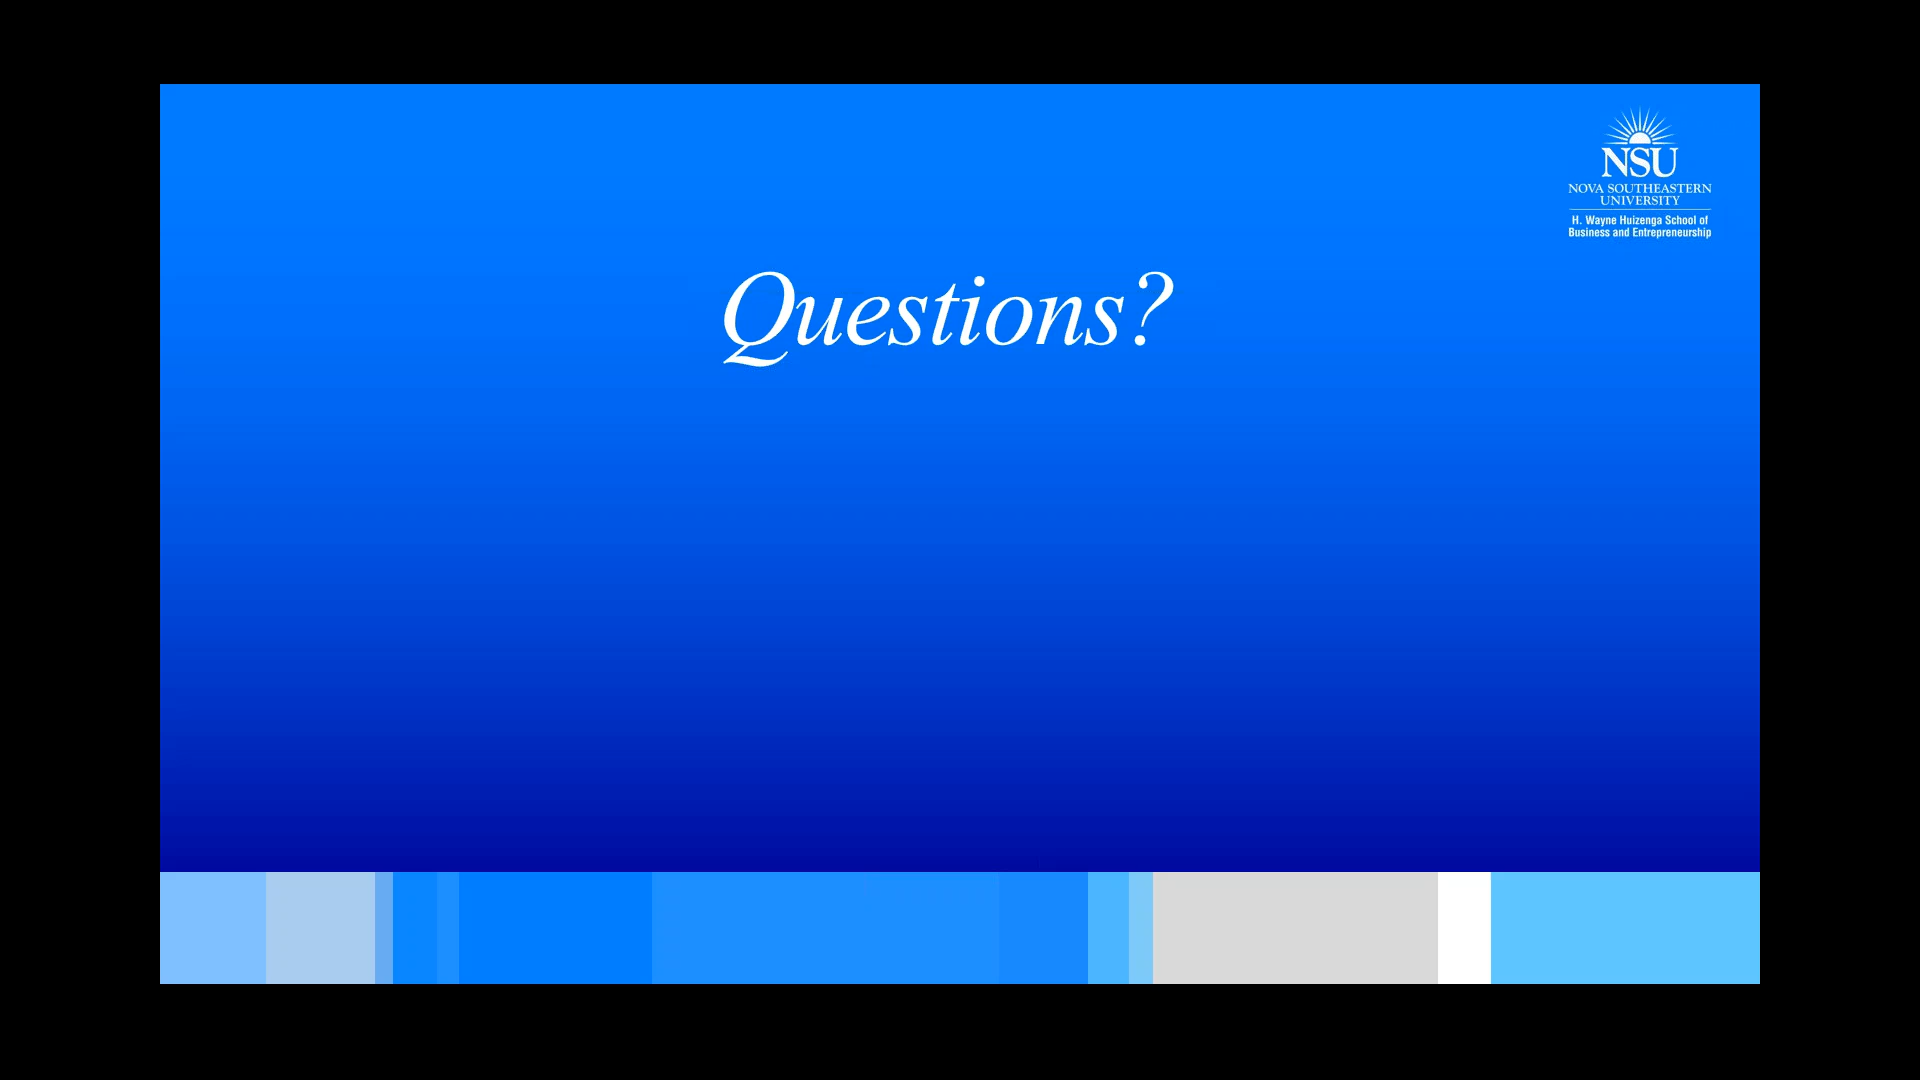 NSU
NOVA SOUTHEASTERN
UNIVERSITY
H. Wayne Huizenga School of
Business and Entrepreneurship
Questions?